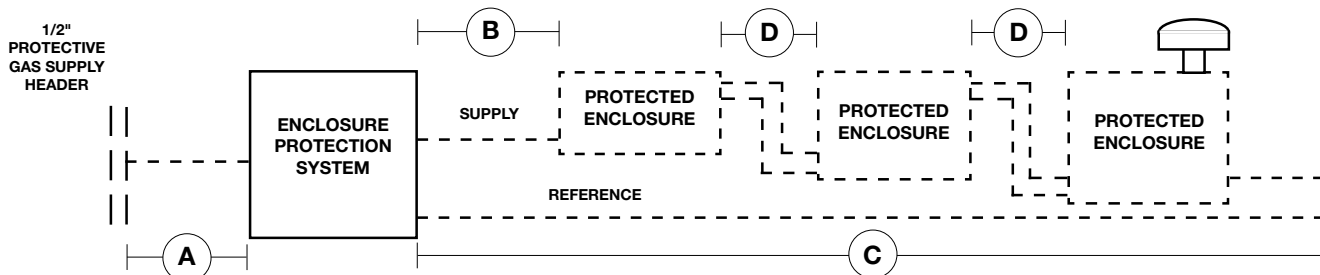 1/2"
PROTECTIVE
GAS SUPPLY
HEADER
A
ENCLOSURE
PROTECTION
SYSTEM
B
SUPPLY
REFERENCE
PROTECTED
ENCLOSURE
D
PROTECTED
ENCLOSURE
D
PROTECTED
ENCLOSURE
C